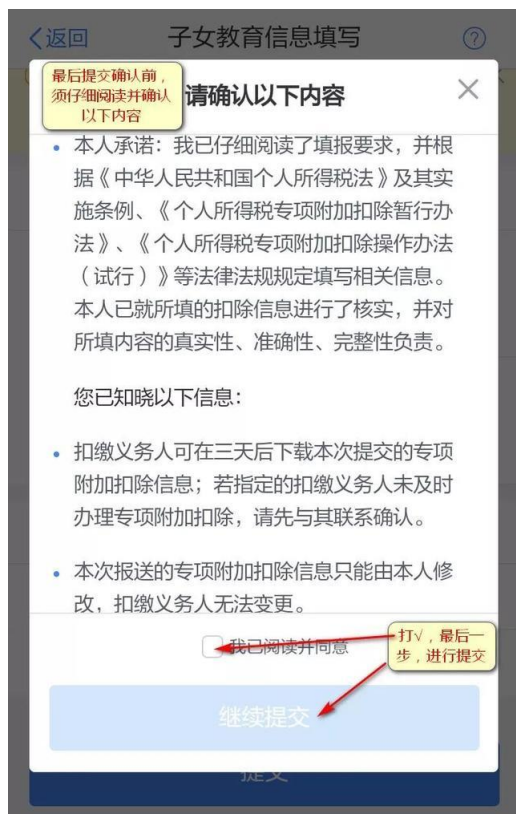 返回
子女教育信息填写
?
最后提交确认前，
须仔细阅读并确认
以下内容
请确认以下内容
本人承诺：我已仔细阅读了填报要求，并根
据《中华人民共和国个人所得税法》及其实
施条例、《个人所得税专项附加扣除暂行办
法》、《个人所得税专项附加扣除操作办法
（试行）》等法律法规规定填写相关信息。
本人已就所填的扣除信息进行了核实，并对
所填内容的真实性、准确性、完整性负责。
您已知晓以下信息：
扣缴义务人可在三天后下载本次提交的专项
附加扣除信息；若指定的扣缴义务人未及时
办理专项附加扣除，请先与其联系确认。
本次报送的专项附加扣除信息只能由本人修
改，扣缴义务人无法变更。
我已阅读并同意
打√，最后一
步，进行提交
继续提交
提交